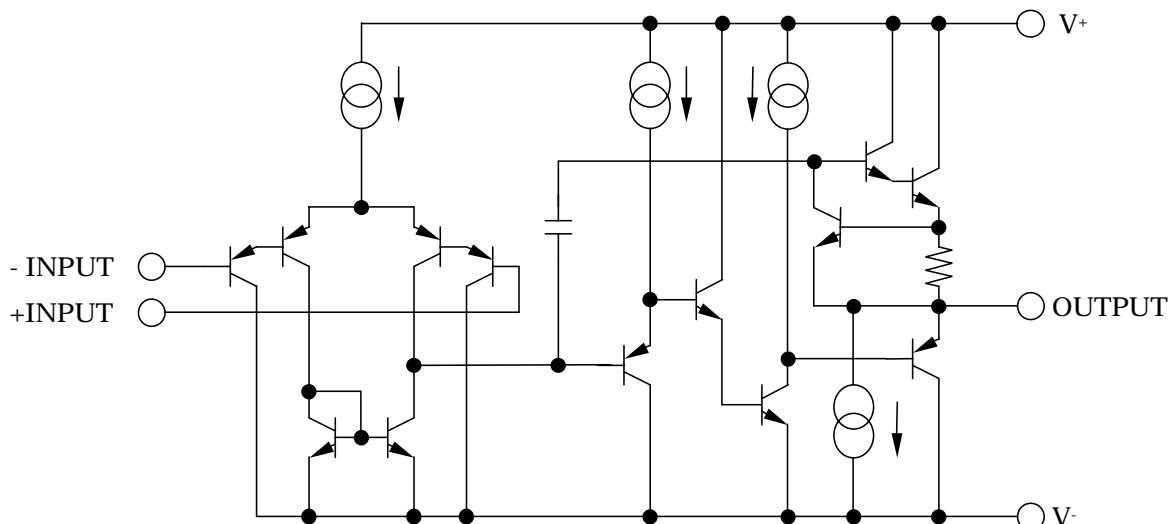 V+
- INPUT
+INPUT
OUTPUT
V-